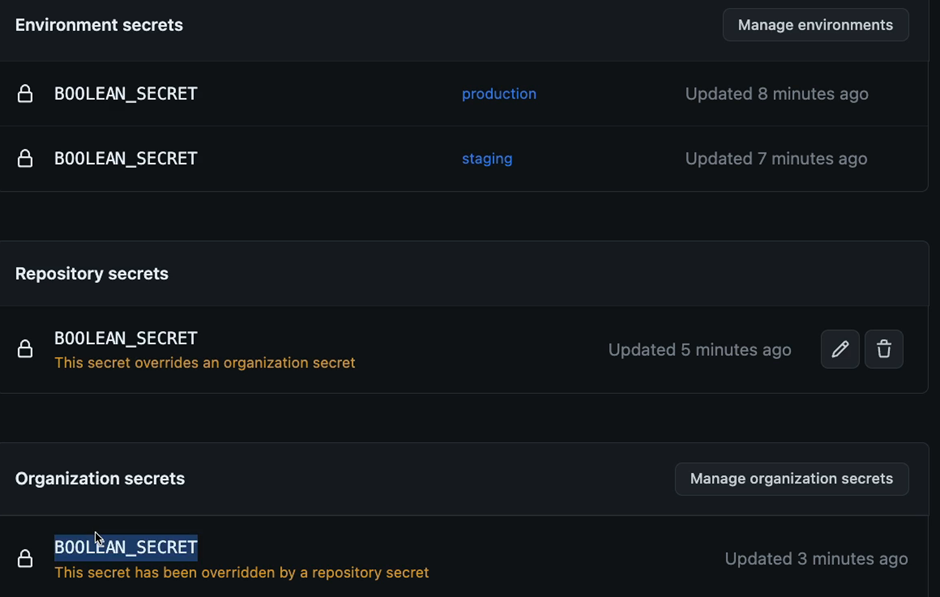 Environment secrets
Manage environments
BOOLEAN_SECRET production Updated 8 minutes ago
BOOLEAN_SECRET staging Updated 7 minutes ago
Repository secrets
BOOLEAN_SECRET
This secret overrides an organization secret
Updated 5 minutes ago
Organization secrets
Manage organization secrets
BOOLEAN_SECRET
This secret has been overridden by a repository secret
Updated 3 minutes ago